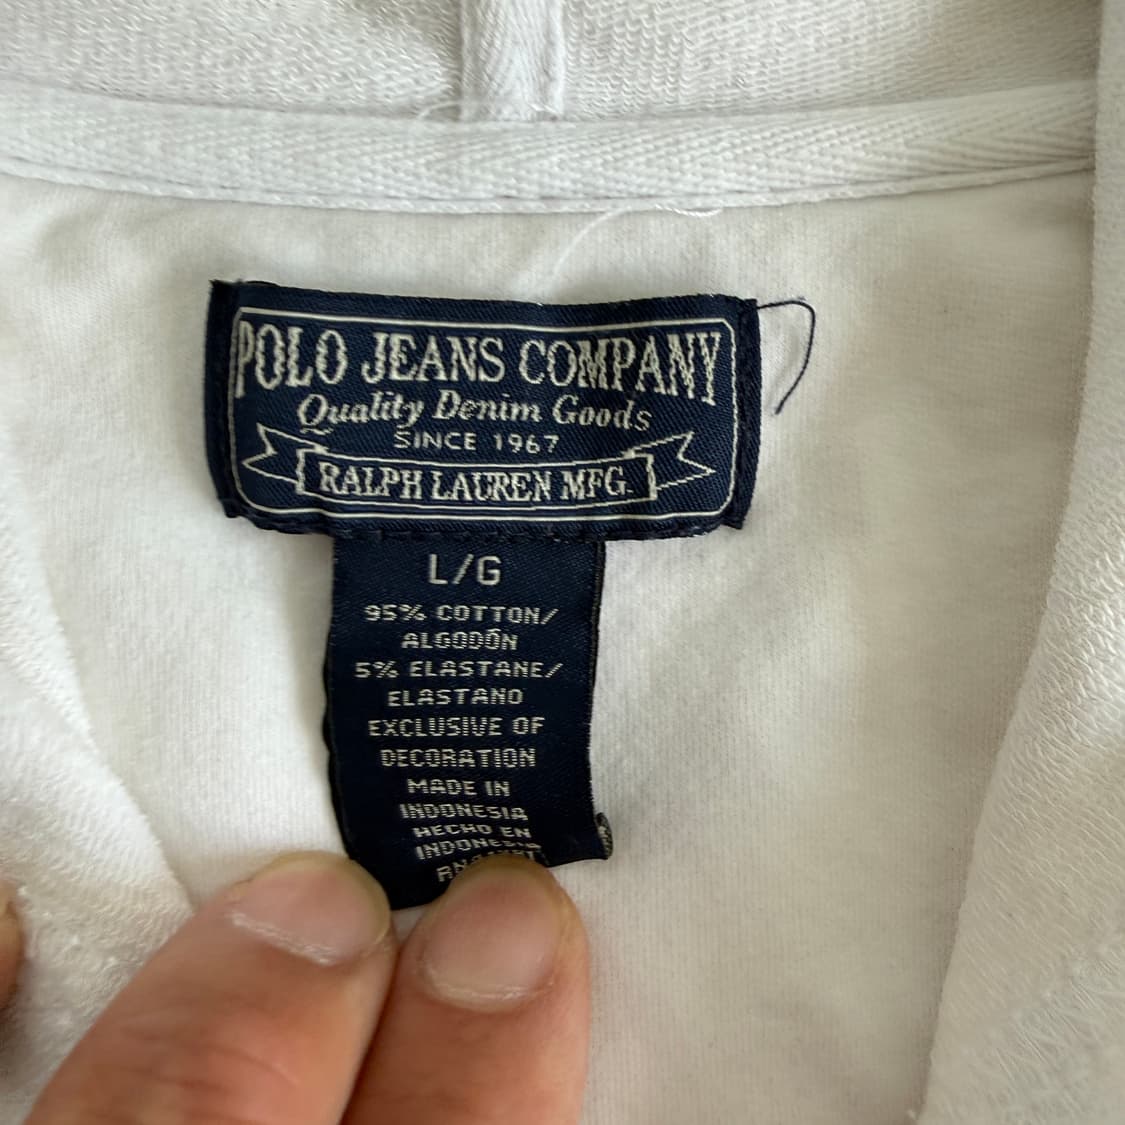 POLO JEANS COMPANY
Quality Denim Goods
SINCE 1967
RALPH LAUREN MFG.
L/G
95% COTTON/
ALGODÓN
5% ELASTANE/
ELASTANO
EXCLUSIVE OF
DECORATION
MADE IN
INDONESIA
HECHO EN
INDONESIA